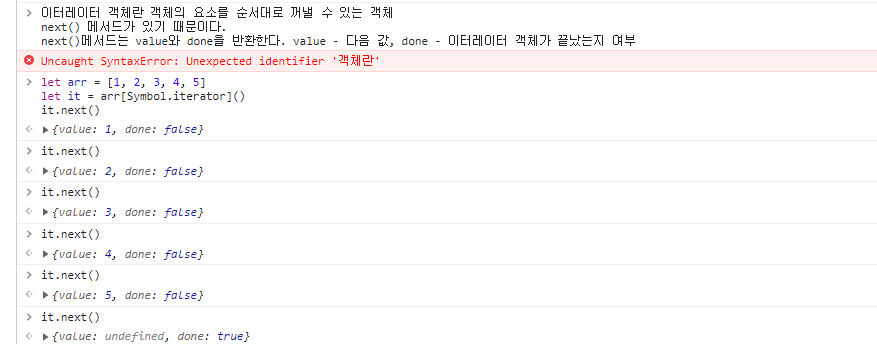 이터레이터 객체란 객체의 요소를 순서대로 꺼낼 수 있는 객체
next() 메서드가 있기 때문이다.
next()메서드는 value와 done을 반환한다. value - 다음 값, done - 이터레이터 객체가 끝났는지 여부
Uncaught SyntaxError: Unexpected identifier '객체란'
let arr = [1, 2, 3, 4, 5]
let it = arr[Symbol.iterator]()
it.next()
{value: 1, done: false}
it.next()
{value: 2, done: false}
it.next()
{value: 3, done: false}
it.next()
{value: 4, done: false}
it.next()
{value: 5, done: false}
it.next()
{value: undefined, done: true}